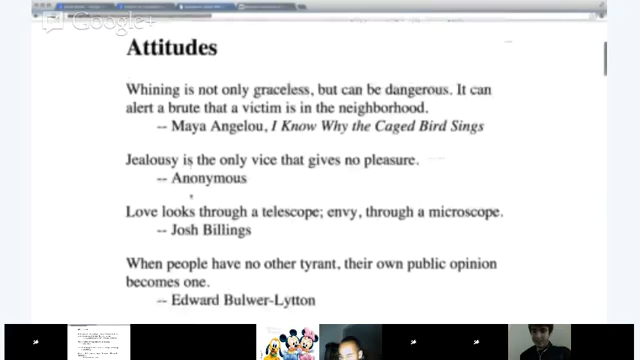 Google+
Attitudes
Whining is not only graceless, but can be dangerous. It can
alert a brute that a victim is in the neighborhood.
-- Maya Angelou, I Know Why the Caged Bird Sings
Jealousy is the only vice that gives no pleasure.
-- Anonymous
Love looks through a telescope; envy, through a microscope.
-- Josh Billings
When people have no other tyrant, their own public opinion
becomes one.
-- Edward Bulwer-Lytton